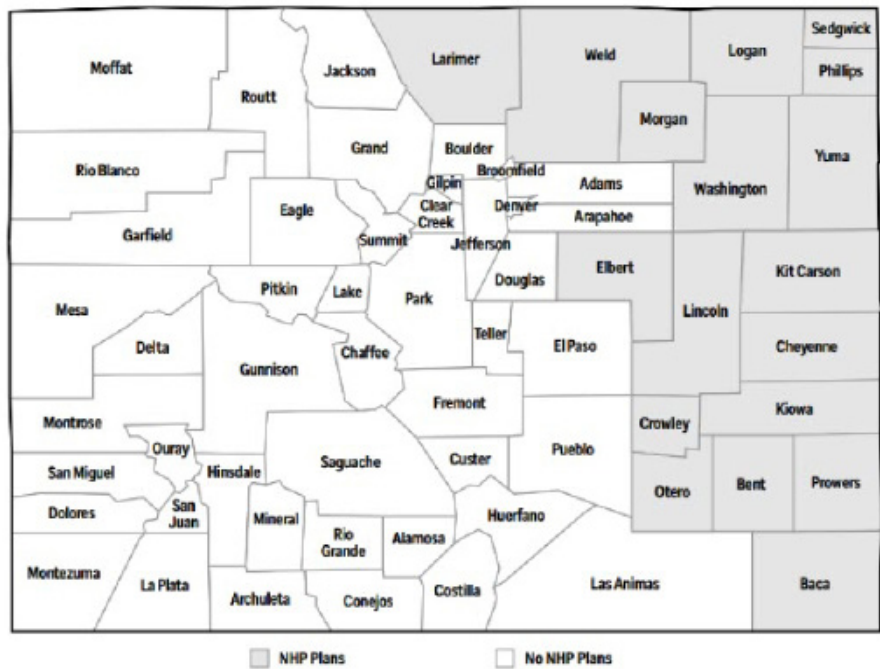 Sedgwick
Logan
Weld
Larimer
Jackson
Moffat
Routt
Phillips
Morgan
Grand
Boulder
Yuma
Rio Blanco
Broomfield
Gilpin
Adams
Washington
Clear
Creek
Denver
Eagle
Arapahoe
Garfield
Summit
Jefferson
Elbert
Kit Carson
Douglas
Pitkin
Lake
Park
Lincoln
Mesa
Teller
El Paso
Cheyenne
Delta
Chaffee
Gunnison
Fremont
Kiowa
Montrose
Crowley
Ouray
Pueblo
Custer
Saguache
San Miguel
Hinsdale
Otero
Bent
Prowers
Dolores
San
Juan
Mineral
Huerfano
Rio
Grande
Alamosa
Montezuma
La Plata
Las Animas
Baca
Costilla
Archuleta
Conejos
NHP Plans
No NHP Plans